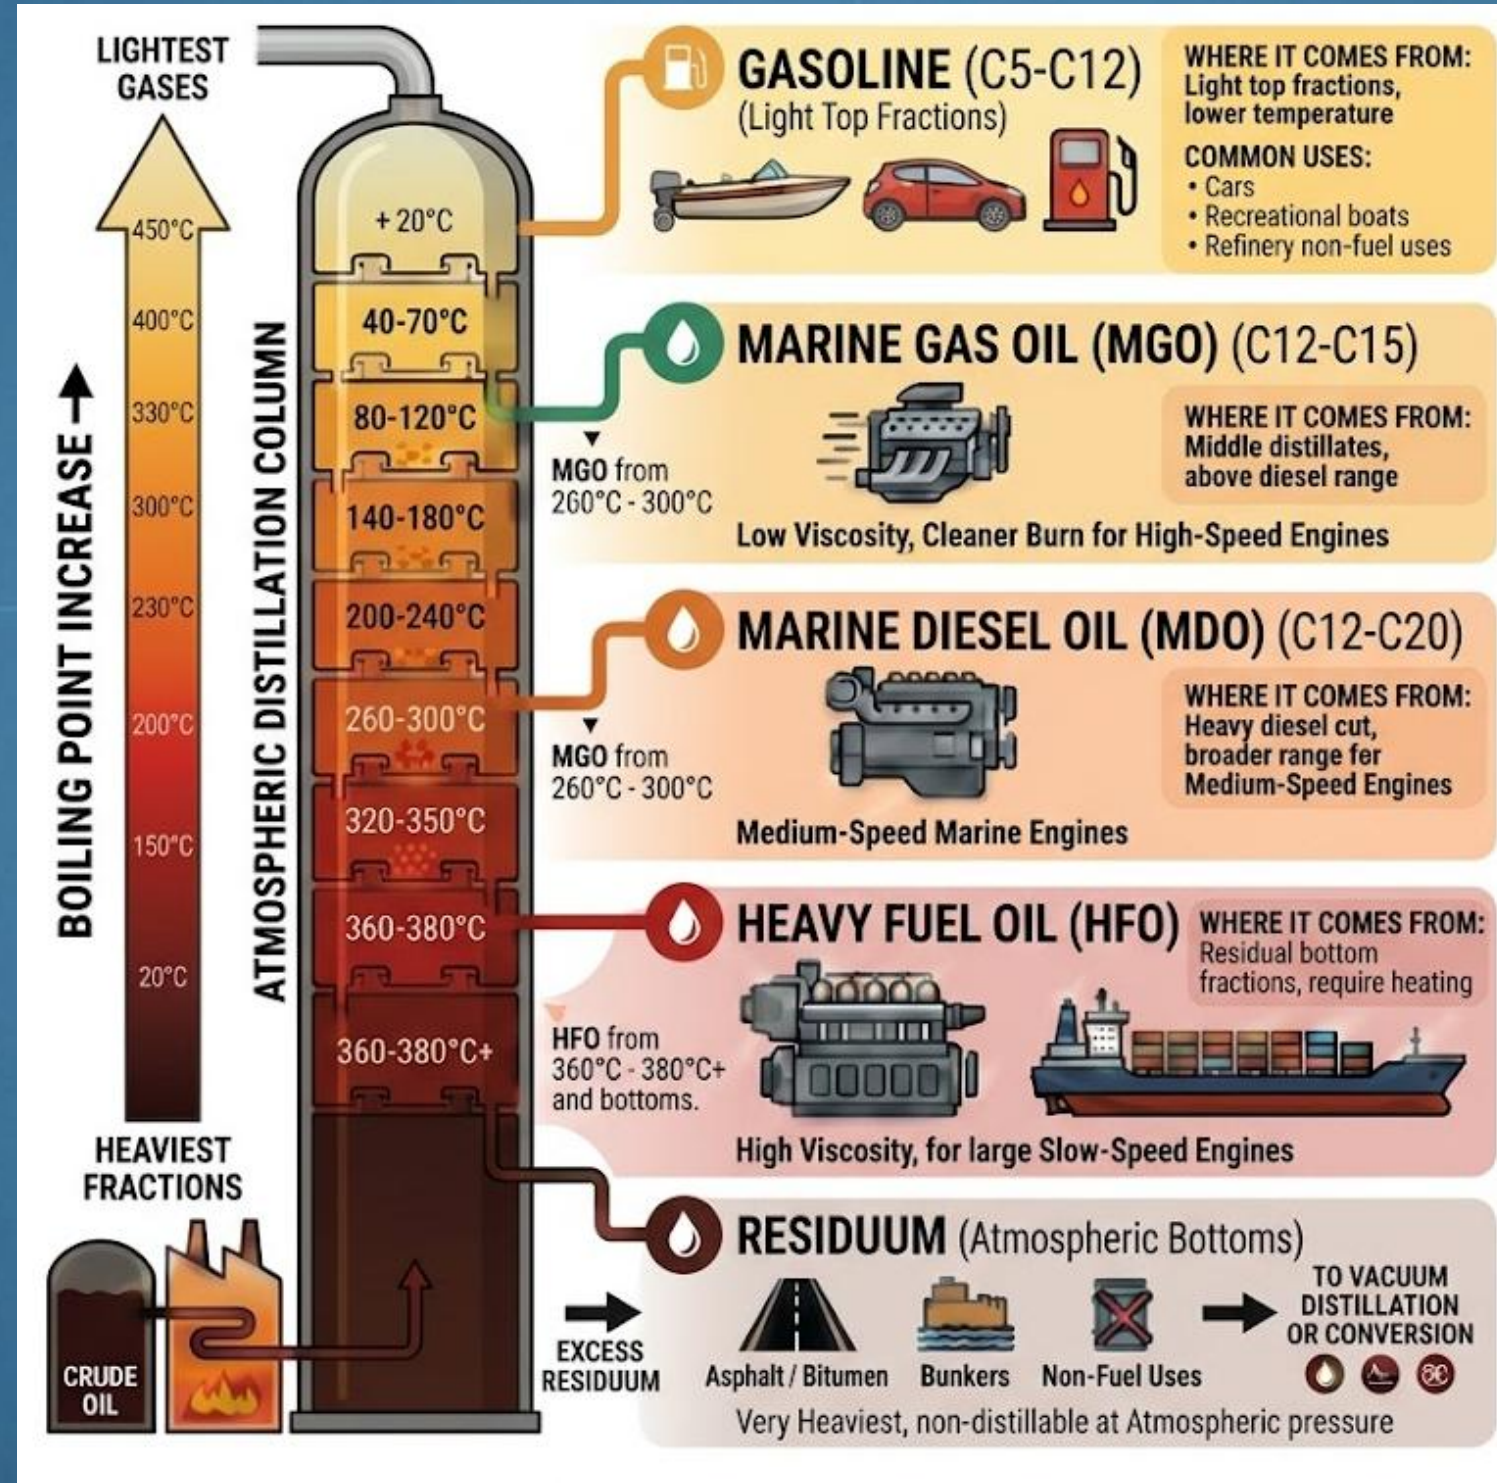 LIGHTEST
GASES
450°C
400°C
330°C
300°C
230°C
200°C
150°C
20°C
BOILING POINT INCREASE
HEAVIEST
FRACTIONS
CRUDE
OIL
ATMOSPHERIC DISTILLATION COLUMN
+ 20°C
40-70°C
80-120°C
140-180°C
200-240°C
260-300°C
320-350°C
360-380°C
360-380°C+
GASOLINE (C5-C12)
(Light Top Fractions)
WHERE IT COMES FROM:
Light top fractions,
lower temperature
COMMON USES:
• Cars
• Recreational boats
• Refinery non-fuel uses
MARINE GAS OIL (MGO) (C12-C15)
MGO from
260°C - 300°C
WHERE IT COMES FROM:
Middle distillates,
above diesel range
Low Viscosity, Cleaner Burn for High-Speed Engines
MARINE DIESEL OIL (MDO) (C12-C20)
MGO from
260°C - 300°C
WHERE IT COMES FROM:
Heavy diesel cut,
broader range fer
Medium-Speed Engines
Medium-Speed Marine Engines
HEAVY FUEL OIL (HFO)
WHERE IT COMES FROM:
Residual bottom
fractions, require heating
HFO from
360°C - 380°C+
and bottoms.
High Viscosity, for large Slow-Speed Engines
RESIDUUM (Atmospheric Bottoms)
EXCESS
RESIDUUM
Asphalt / Bitumen
Bunkers
Non-Fuel Uses
TO VACUUM
DISTILLATION
OR CONVERSION
Very Heaviest, non-distillable at Atmospheric pressure